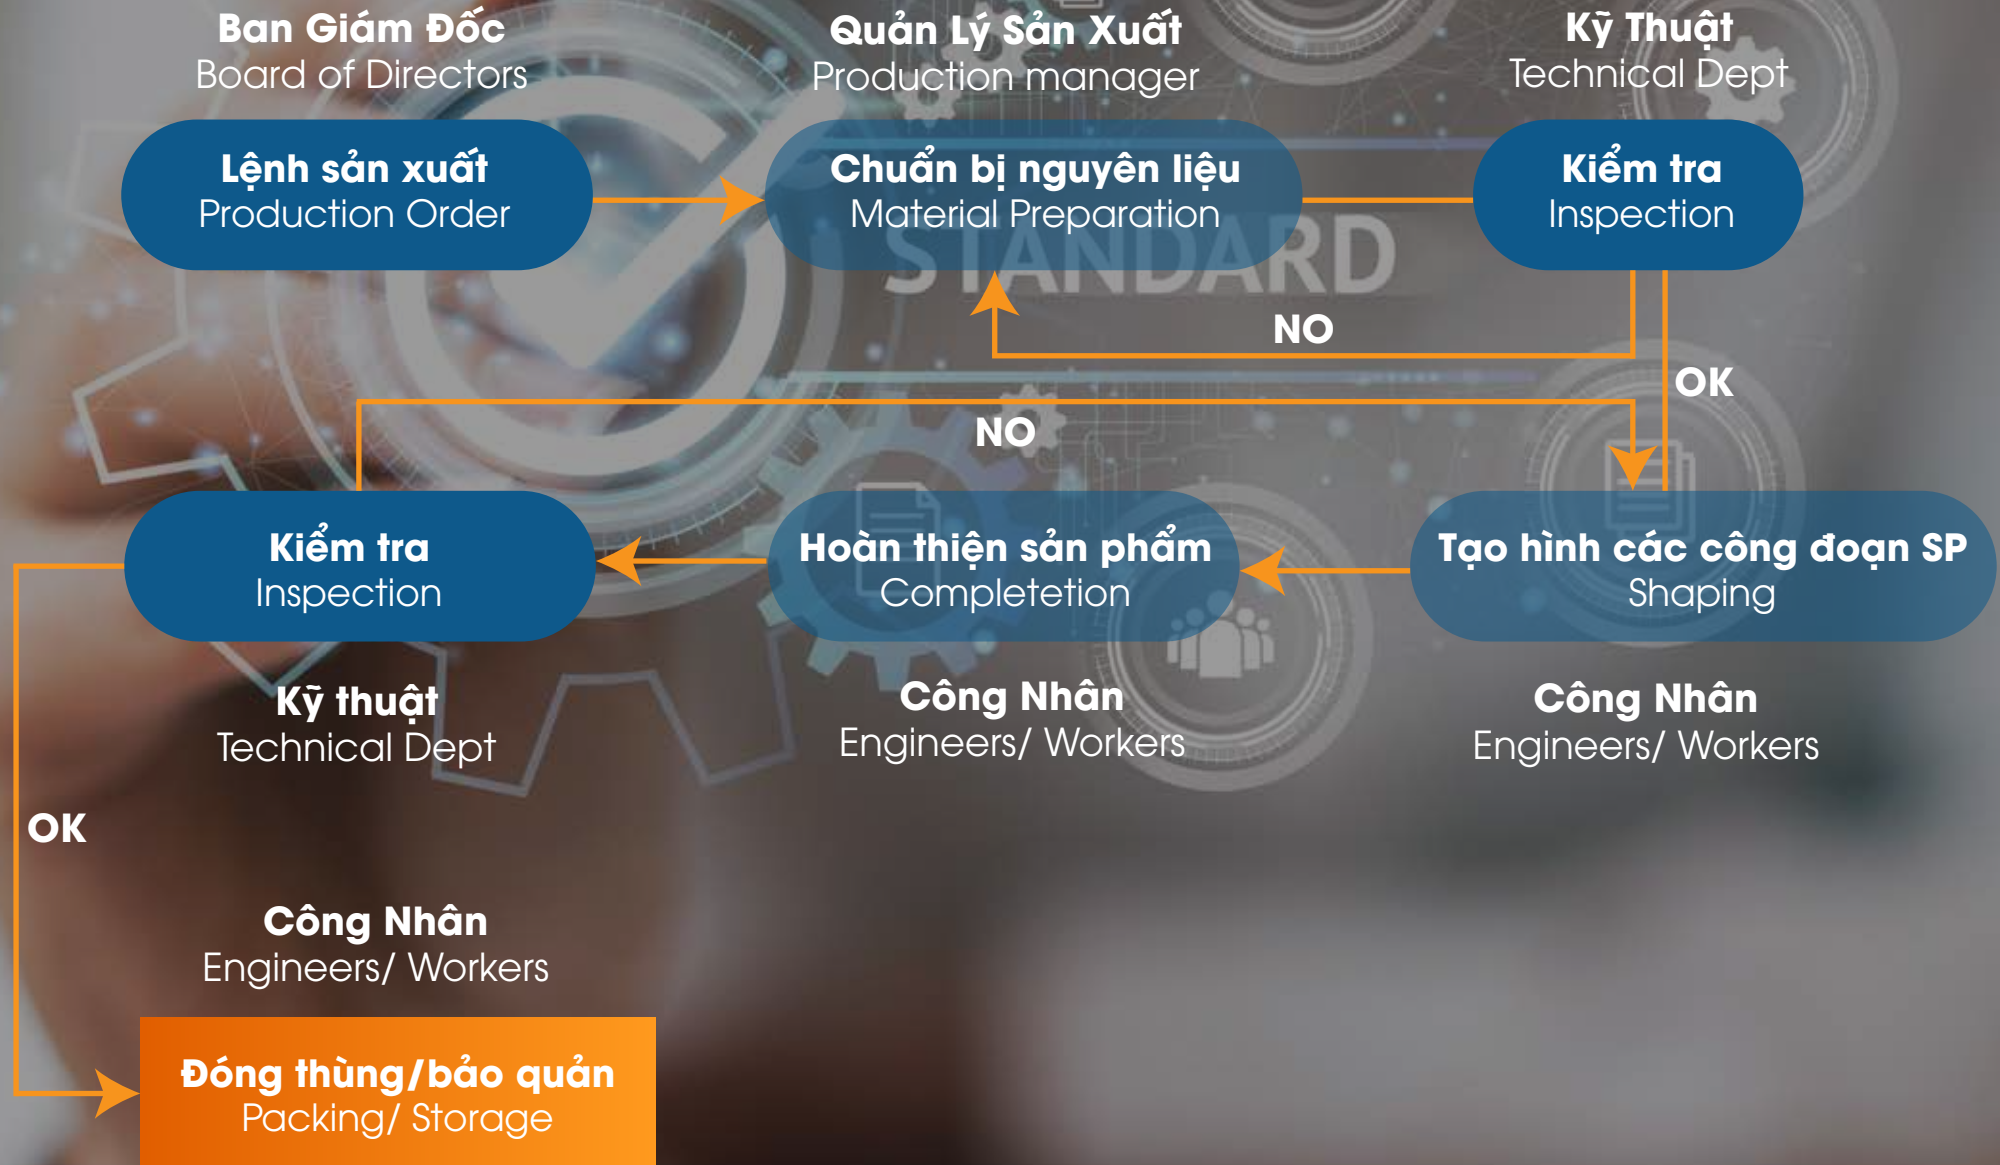 Ban Giám Đốc
Board of Directors
Quản Lý Sản Xuất
Production manager
Kỹ Thuật
Technical Dept
Lệnh sản xuất
Production Order
Chuẩn bị nguyên liệu
Material Preparation
Kiểm tra
Inspection
STANDARD
NO
OK
NO
Kiểm tra
Inspection
Hoàn thiện sản phẩm
Completetion
Tạo hình các công đoạn SP
Shaping
Kỹ thuật
Technical Dept
Công Nhân
Engineers/ Workers
Công Nhân
Engineers/ Workers
OK
Công Nhân
Engineers/ Workers
Đóng thùng/bảo quản
Packing/ Storage